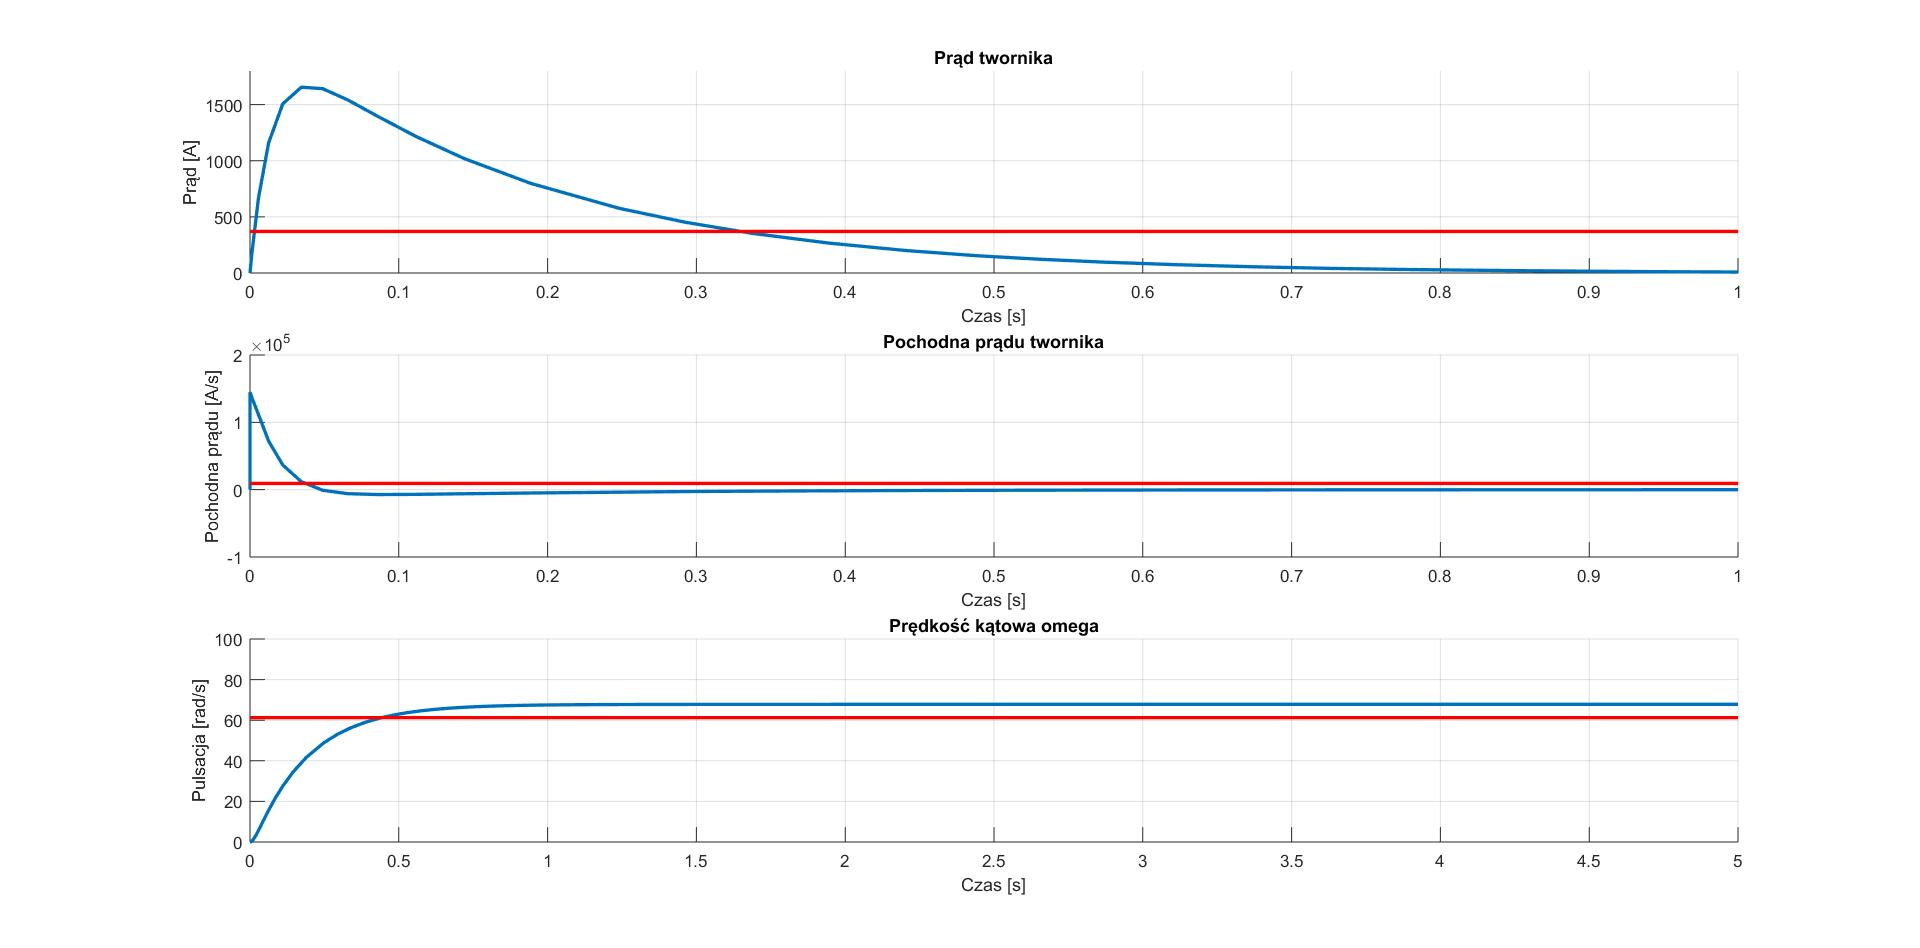 Prąd twornika
1500
1000
500
0
Prąd [A]
0 0.1 0.2 0.3 0.4 0.5 0.6 0.7 0.8 0.9 1
Czas [s]
Pochodna prądu twornika
×10^5
2
1
0
-1
Pochodna prądu [A/s]
0 0.1 0.2 0.3 0.4 0.5 0.6 0.7 0.8 0.9 1
Czas [s]
Prędkość kątowa omega
100
80
60
40
20
0
Pulsacja [rad/s]
0 0.5 1 1.5 2 2.5 3 3.5 4 4.5 5
Czas [s]